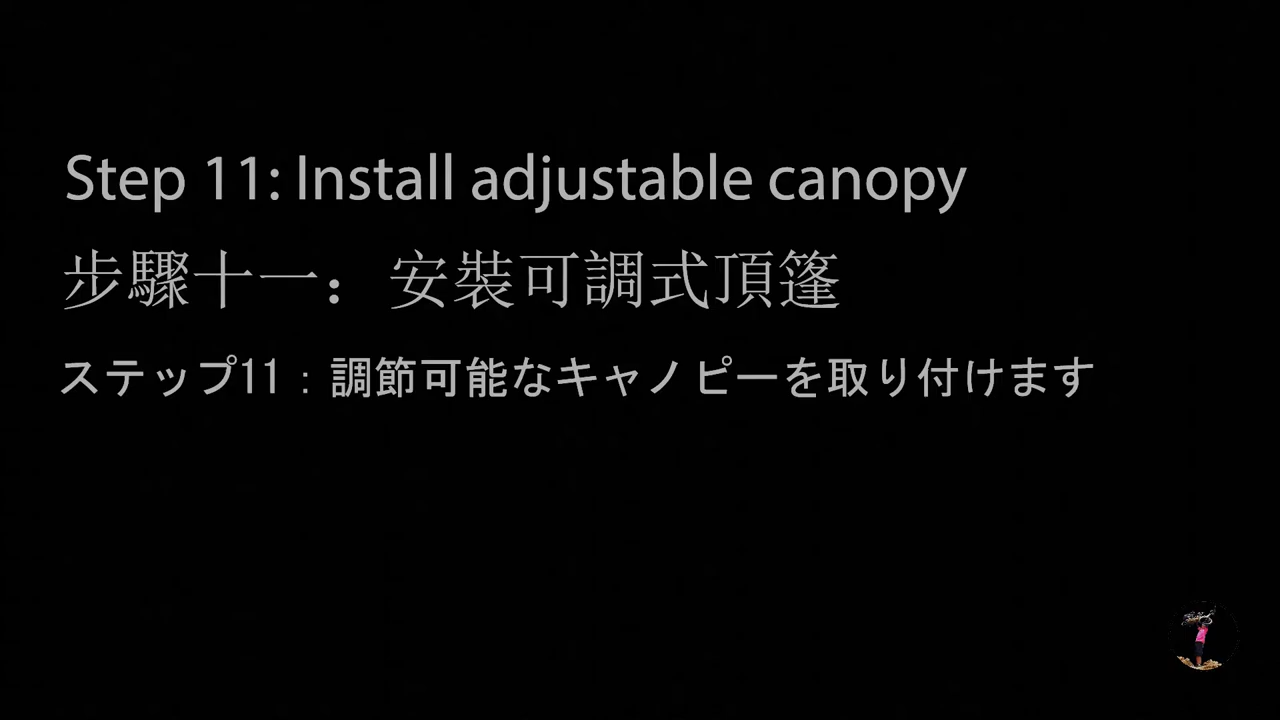 Step 11: Install adjustable canopy
步驟十一：安裝可調式頂篷
ステップ11：調節可能なキャノピーを取り付けます